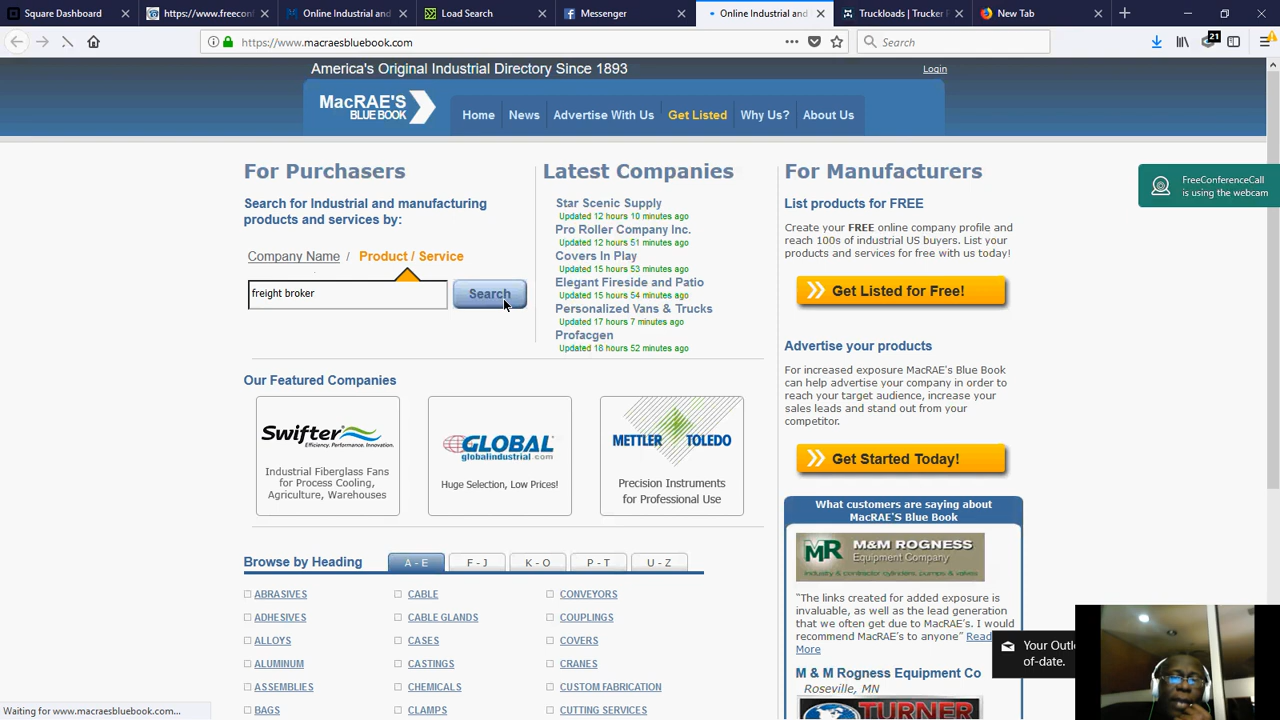 Square Dashboard
https://www.freeconf
Online Industrial and
Load Search
Messenger
Online Industrial and
Truckloads | Trucker P
New Tab
https://www.macraesbluebook.com
Search
21
America's Original Industrial Directory Since 1893
Login
MacRAE'S
BLUE BOOK
Home
News
Advertise With Us
Get Listed
Why Us?
About Us
FreeConferenceCall
is using the webcam
For Purchasers
Search for Industrial and manufacturing
products and services by:
Company Name / Product / Service
freight broker
Search
Latest Companies
Star Scenic Supply
Updated 12 hours 10 minutes ago
Pro Roller Company Inc.
Updated 12 hours 51 minutes ago
Covers In Play
Updated 15 hours 53 minutes ago
Elegant Fireside and Patio
Updated 15 hours 54 minutes ago
Personalized Vans & Trucks
Updated 17 hours 7 minutes ago
Profacgen
Updated 18 hours 52 minutes ago
For Manufacturers
List products for FREE
Create your FREE online company profile and
reach 100s of industrial US buyers. List your
products and services for free with us today!
Get Listed for Free!
Advertise your products
For increased exposure MacRAE's Blue Book
can help advertise your company in order to
reach your target audience, increase your
sales leads and stand out from your
competitor.
Get Started Today!
Our Featured Companies
Swifter
Efficiency. Performance. Innovation.
Industrial Fiberglass Fans
for Process Cooling,
Agriculture, Warehouses
GLOBAL
globalindustrial.com
Huge Selection, Low Prices!
METTLER TOLEDO
Precision Instruments
for Professional Use
What customers are saying about
MacRAE'S Blue Book
MR M&M ROGNESS
Equipment Company
industry & contractor cylinders, pumps & valves
“The links created for added exposure is
invaluable, as well as the lead generation
that we often get due to MacRAE's. I would
recommend MacRAE's to anyone” Read
More
M & M Rogness Equipment Co
Roseville, MN
TURNER
Browse by Heading
A - E
F - J
K - O
P - T
U - Z
ABRASIVES
CABLE
CONVEYORS
ADHESIVES
CABLE GLANDS
COUPLINGS
ALLOYS
CASES
COVERS
ALUMINUM
CASTINGS
CRANES
ASSEMBLIES
CHEMICALS
CUSTOM FABRICATION
BAGS
CLAMPS
CUTTING SERVICES
Your Outlo
of-date.
Waiting for www.macraesbluebook.com...